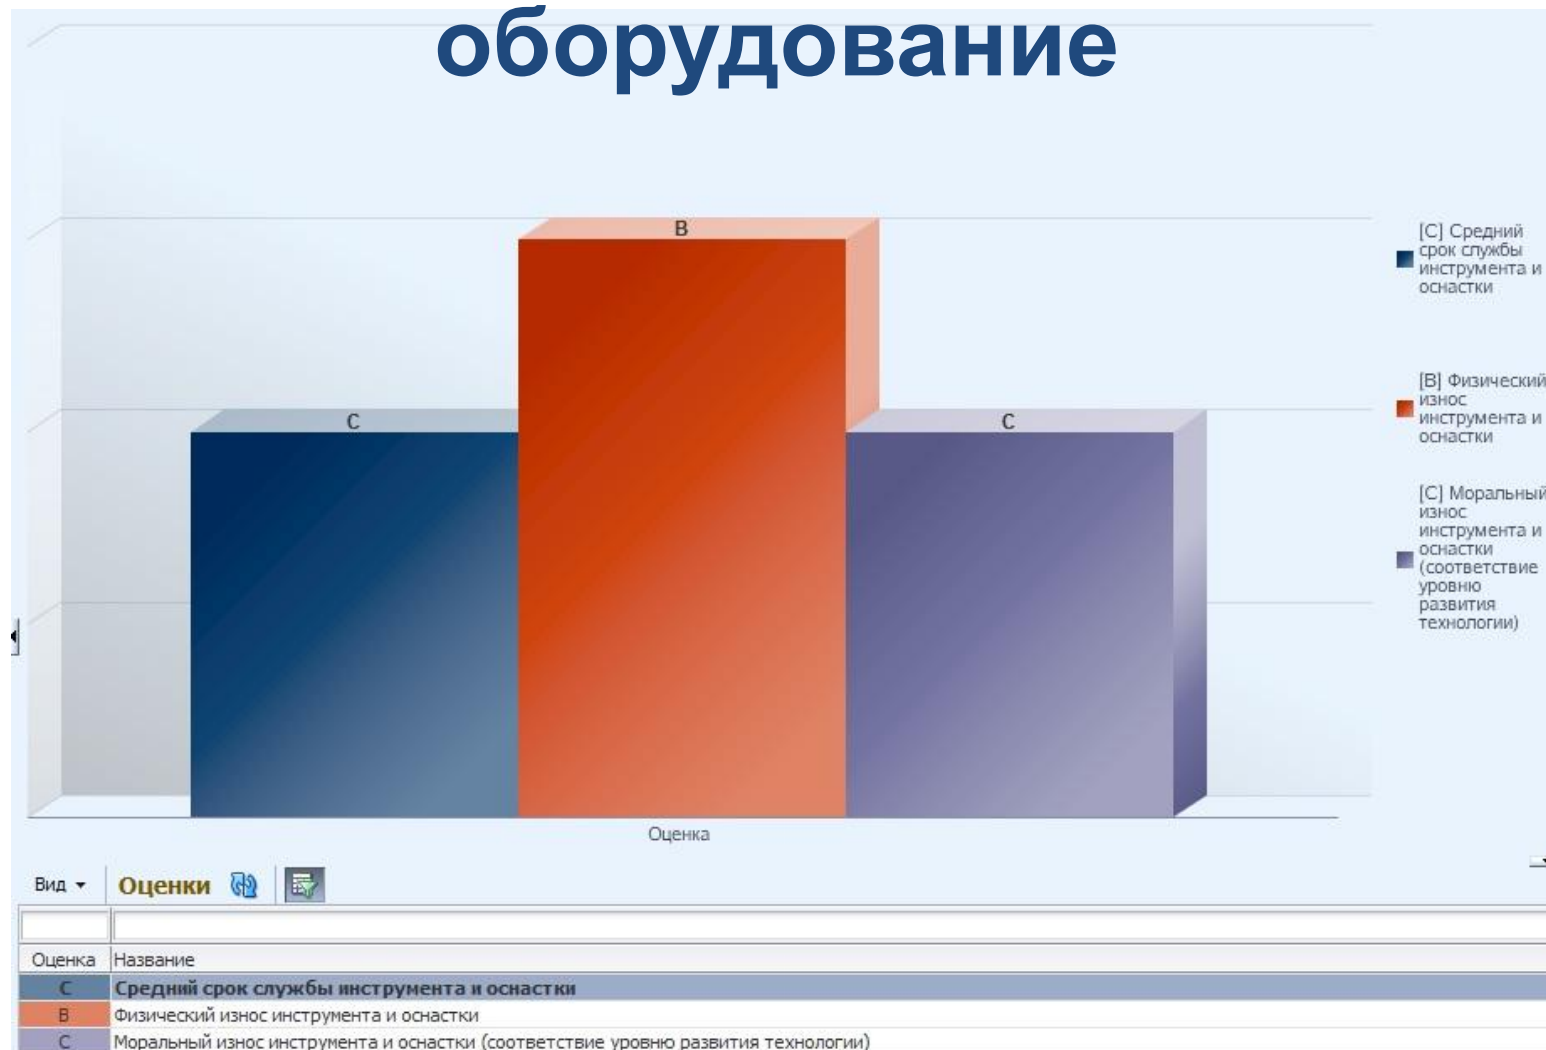 оборудование
B
C
C
[C] Средний
срок службы
инструмента и
оснастки
[B] Физический
износ
инструмента и
оснастки
[C] Моральный
износ
инструмента и
оснастки
(соответствие
уровню
развития
технологии)
Оценка
Вид Оценки
Оценка Название
C Средний срок службы инструмента и оснастки
B Физический износ инструмента и оснастки
C Моральный износ инструмента и оснастки (соответствие уровню развития технологии)